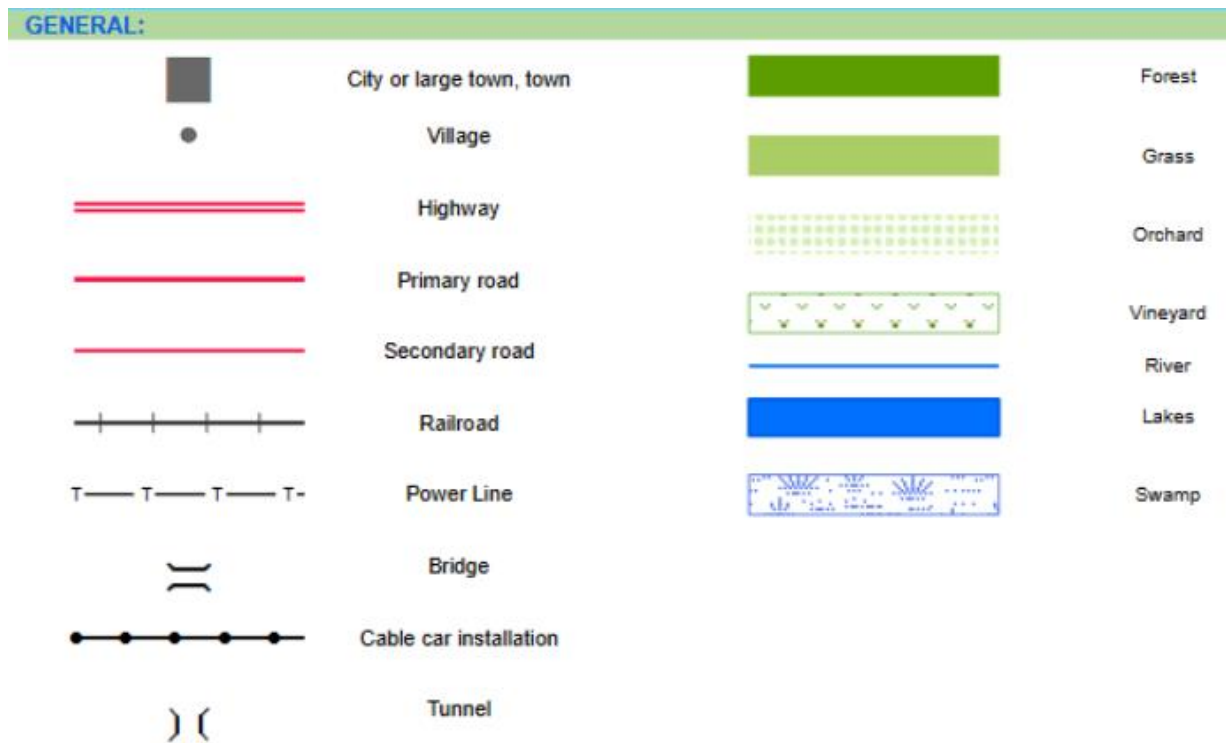 GENERAL:
City or large town, town
Village
Highway
Primary road
Secondary road
Railroad
T T T T
Power Line
Bridge
Cable car installation
Tunnel
Forest
Grass
Orchard
Vineyard
River
Lakes
Swamp